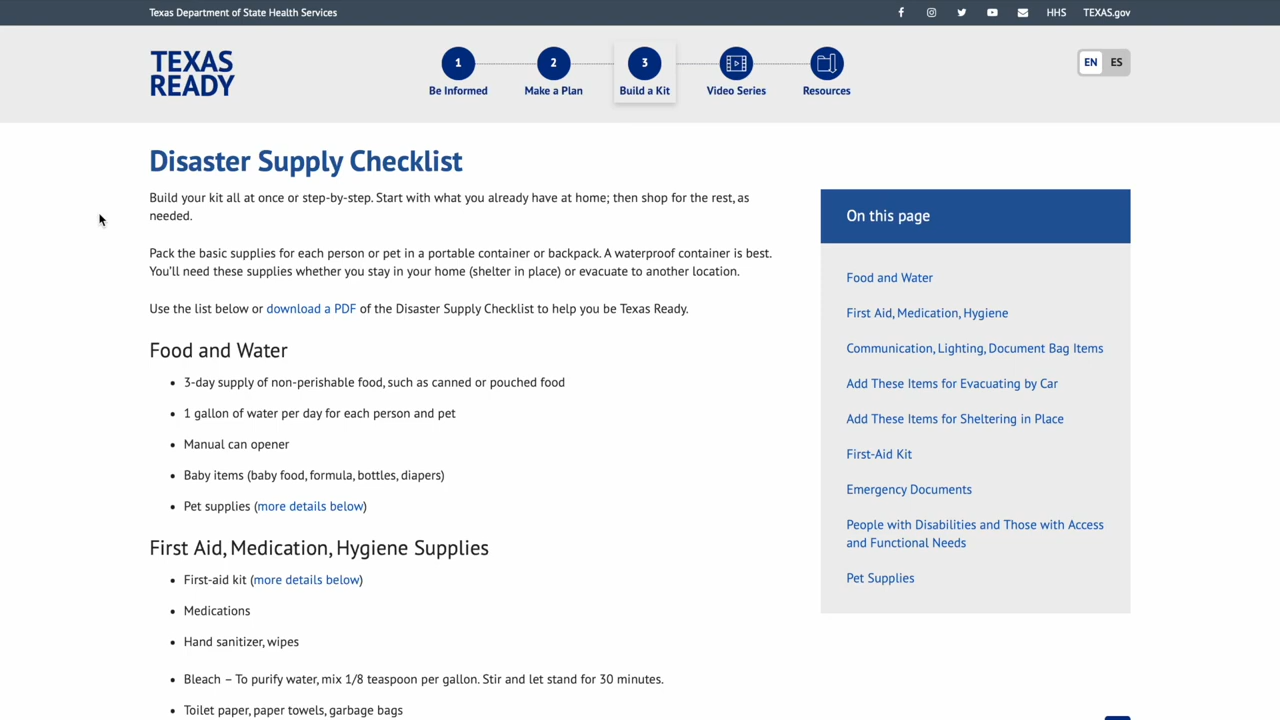 Texas Department of State Health Services
HHS
TEXAS.gov
TEXAS
READY
1
Be Informed
2
Make a Plan
3
Build a Kit
Video Series
Resources
EN
ES
Disaster Supply Checklist
Build your kit all at once or step-by-step. Start with what you already have at home; then shop for the rest, as
needed.
Pack the basic supplies for each person or pet in a portable container or backpack. A waterproof container is best.
You'll need these supplies whether you stay in your home (shelter in place) or evacuate to another location.
Use the list below or download a PDF of the Disaster Supply Checklist to help you be Texas Ready.
Food and Water
• 3-day supply of non-perishable food, such as canned or pouched food
• 1 gallon of water per day for each person and pet
• Manual can opener
• Baby items (baby food, formula, bottles, diapers)
• Pet supplies (more details below)
First Aid, Medication, Hygiene Supplies
• First-aid kit (more details below)
• Medications
• Hand sanitizer, wipes
• Bleach – To purify water, mix 1/8 teaspoon per gallon. Stir and let stand for 30 minutes.
• Toilet paper, paper towels, garbage bags
On this page
Food and Water
First Aid, Medication, Hygiene
Communication, Lighting, Document Bag Items
Add These Items for Evacuating by Car
Add These Items for Sheltering in Place
First-Aid Kit
Emergency Documents
People with Disabilities and Those with Access
and Functional Needs
Pet Supplies